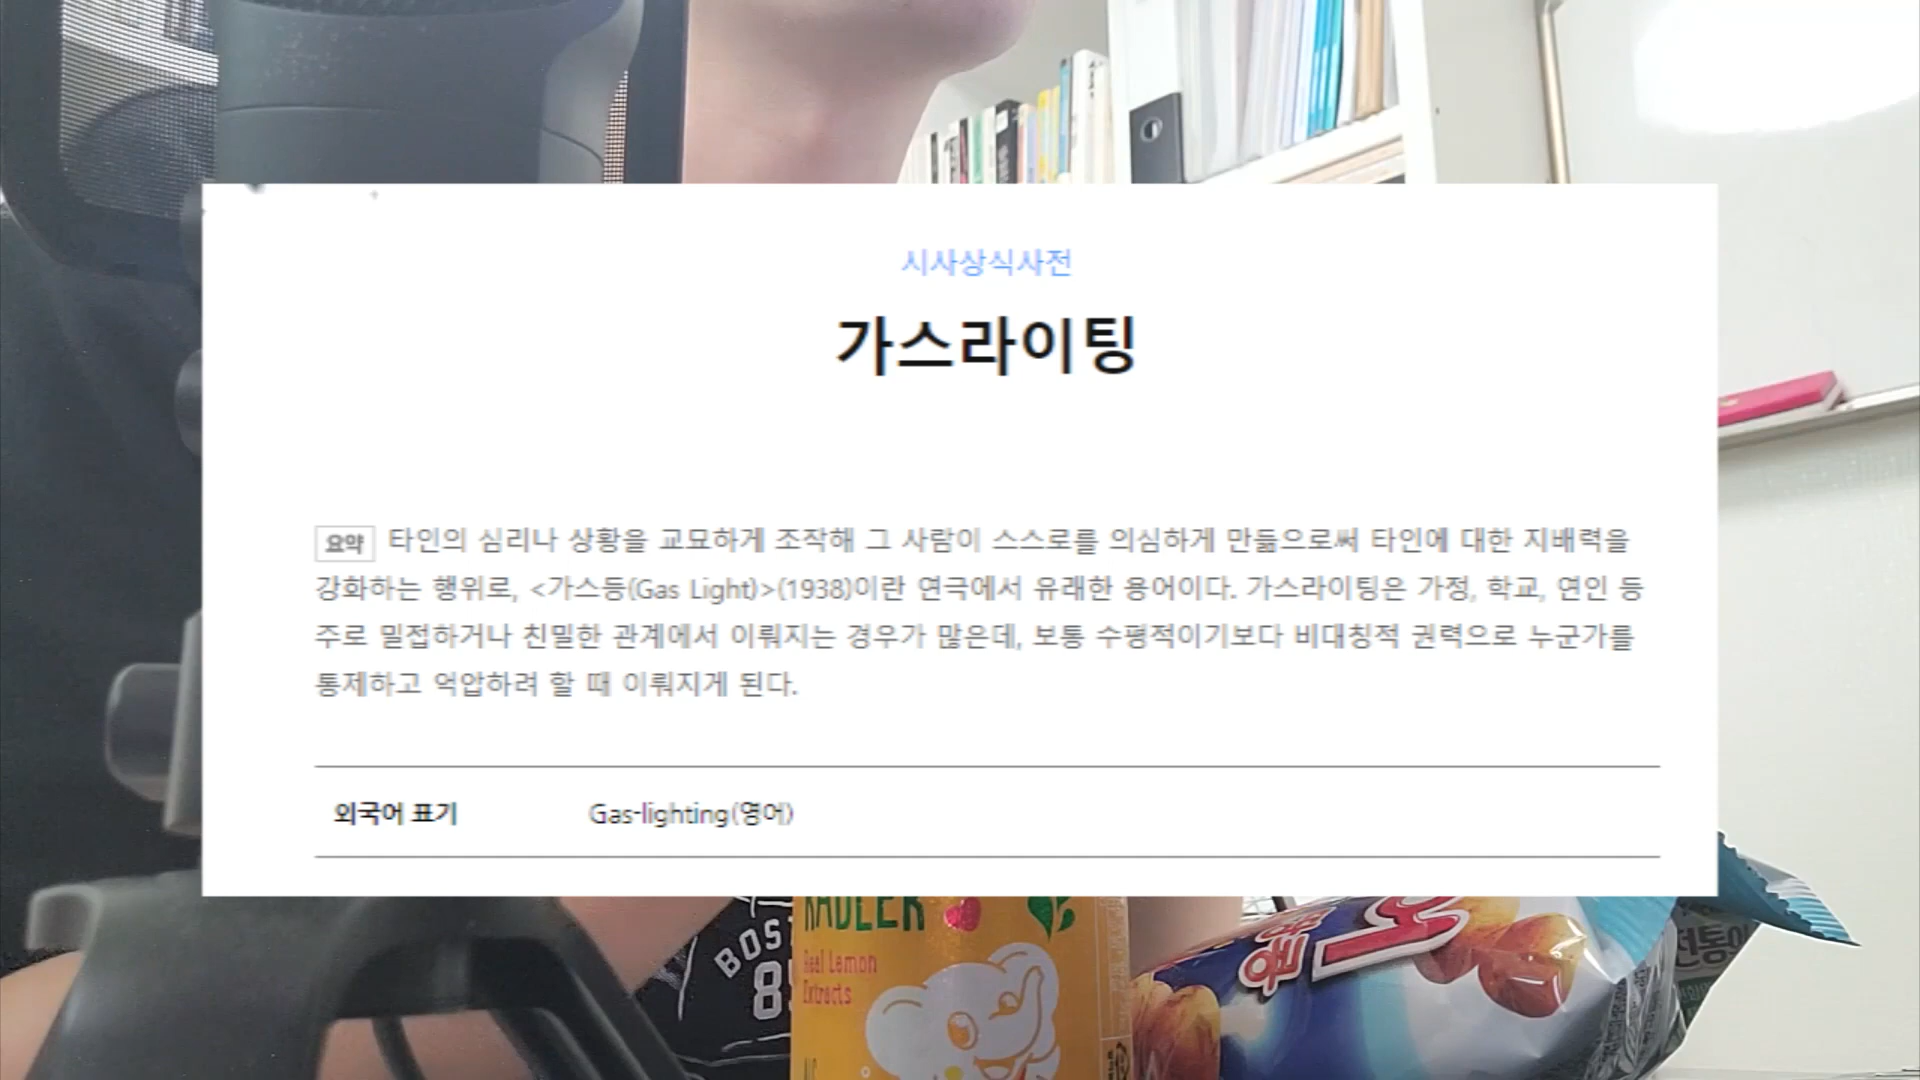 시사상식사전
가스라이팅
요약 타인의 심리나 상황을 교묘하게 조작해 그 사람이 스스로를 의심하게 만듦으로써 타인에 대한 지배력을
강화하는 행위로, <가스등(Gas Light)>(1938)이란 연극에서 유래한 용어이다. 가스라이팅은 가정, 학교, 연인 등
주로 밀접하거나 친밀한 관계에서 이뤄지는 경우가 많은데, 보통 수평적이기보다 비대칭적 권력으로 누군가를
통제하고 억압하려 할 때 이뤄지게 된다.
외국어 표기 Gas-lighting(영어)
RADLER
Real Lemon
Extracts
BOS
8